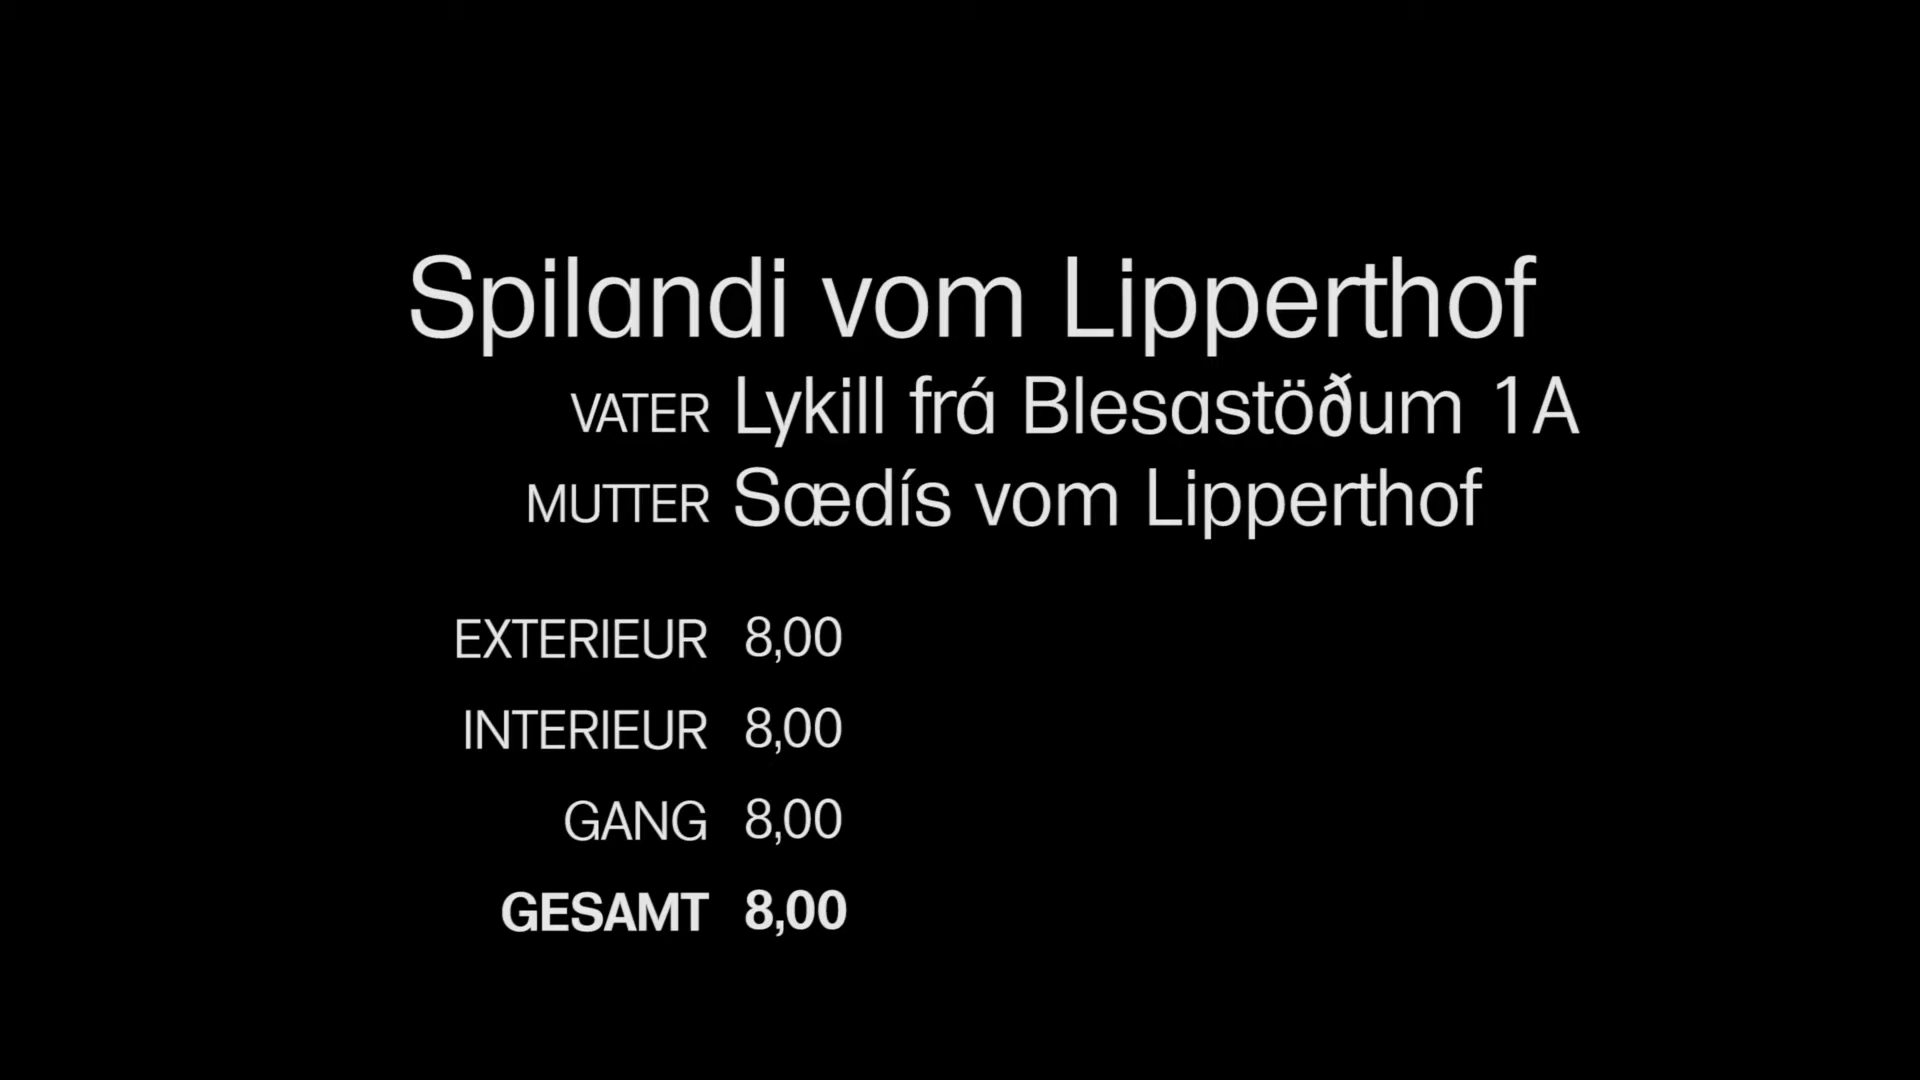 Spilandi vom Lipperthof
VATER Lykill frá Blesastöðum 1A
MUTTER Sædís vom Lipperthof
EXTERIEUR 8,00
INTERIEUR 8,00
GANG 8,00
GESAMT 8,00